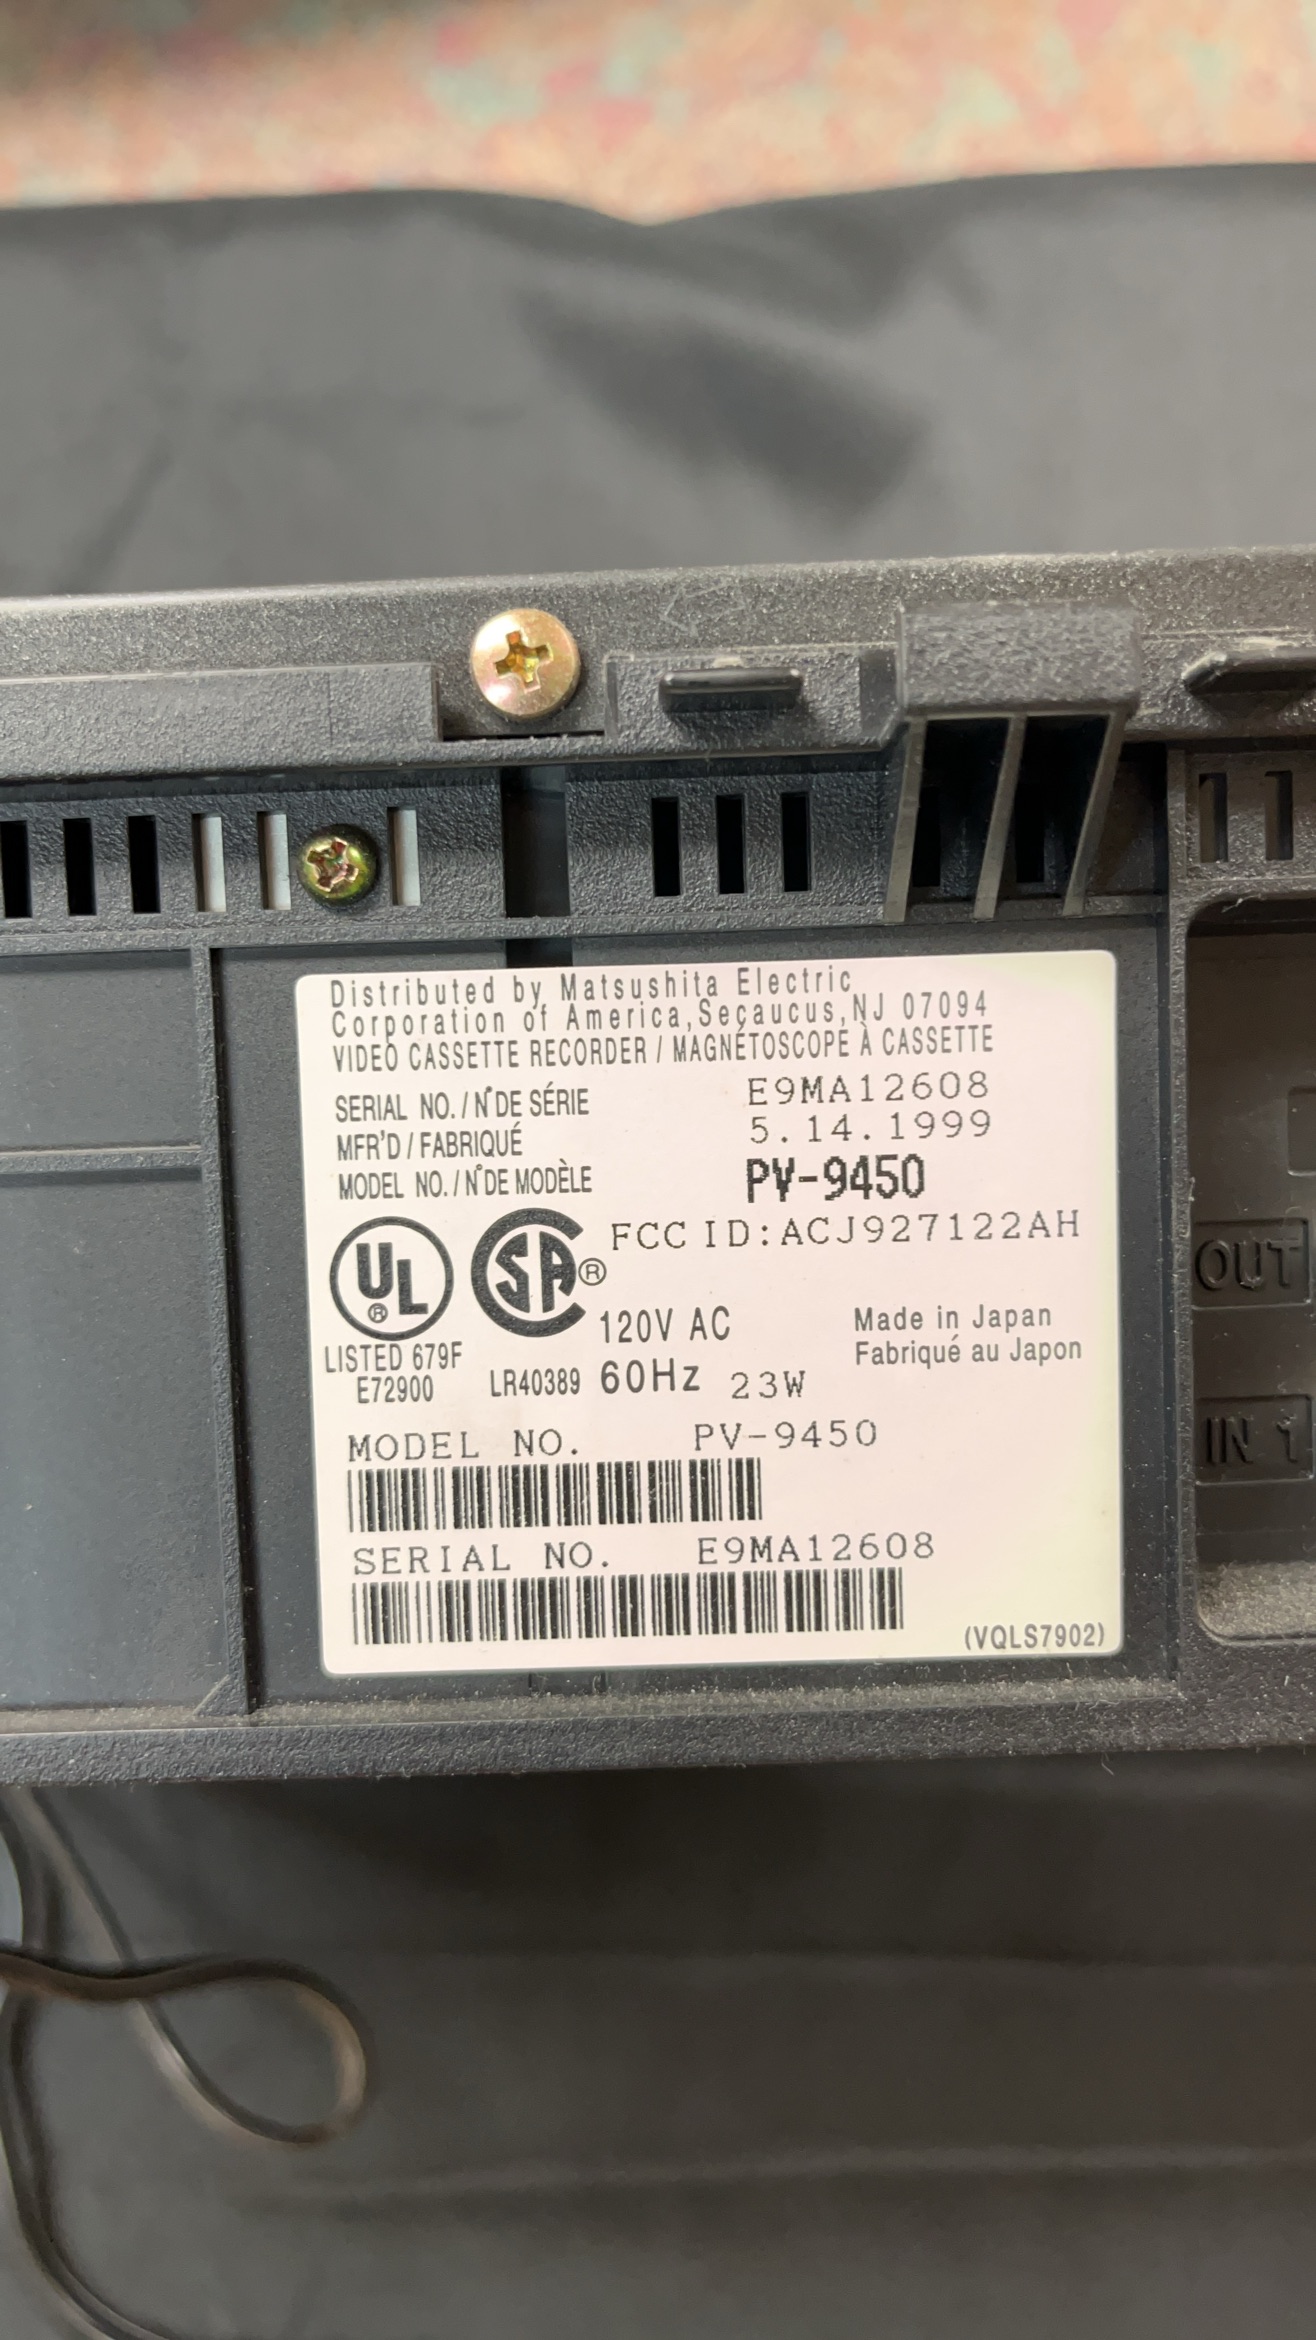 Distributed by Matsushita Electric
Corporation of America,Secaucus,NJ 07094
VIDEO CASSETTE RECORDER / MAGNÉTOSCOPE À CASSETTE
SERIAL NO. / N° DE SÉRIE E9MA12608
MFR'D / FABRIQUÉ 5.14.1999
MODEL NO. / N° DE MODÈLE PV-9450
UL ® SA ® FCC ID:ACJ927122AH
120V AC Made in Japan
LISTED 679F Fabriqué au Japon
E72900 LR40389 60Hz 23W
MODEL NO. PV-9450
SERIAL NO. E9MA12608
(VQLS7902)
OUT
IN 1